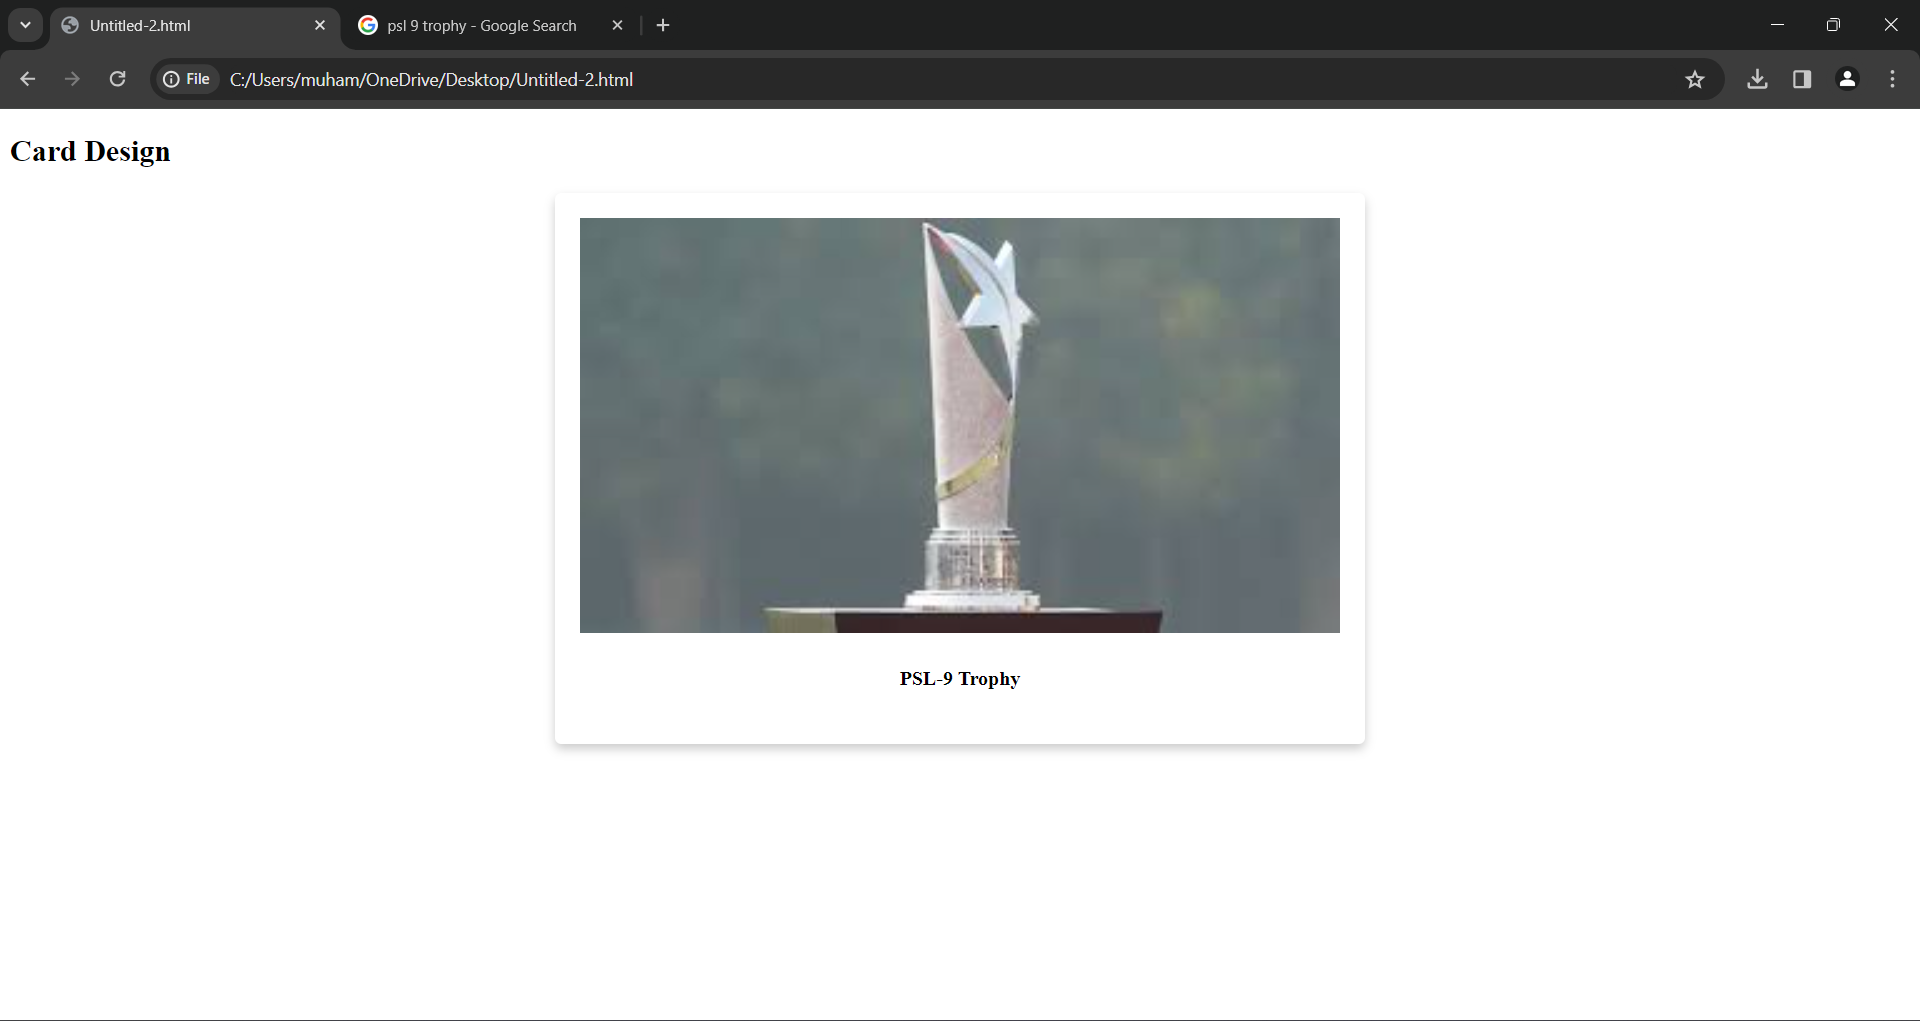 Untitled-2.html
psl 9 trophy - Google Search
File
C:/Users/muham/OneDrive/Desktop/Untitled-2.html
Card Design
PSL-9 Trophy